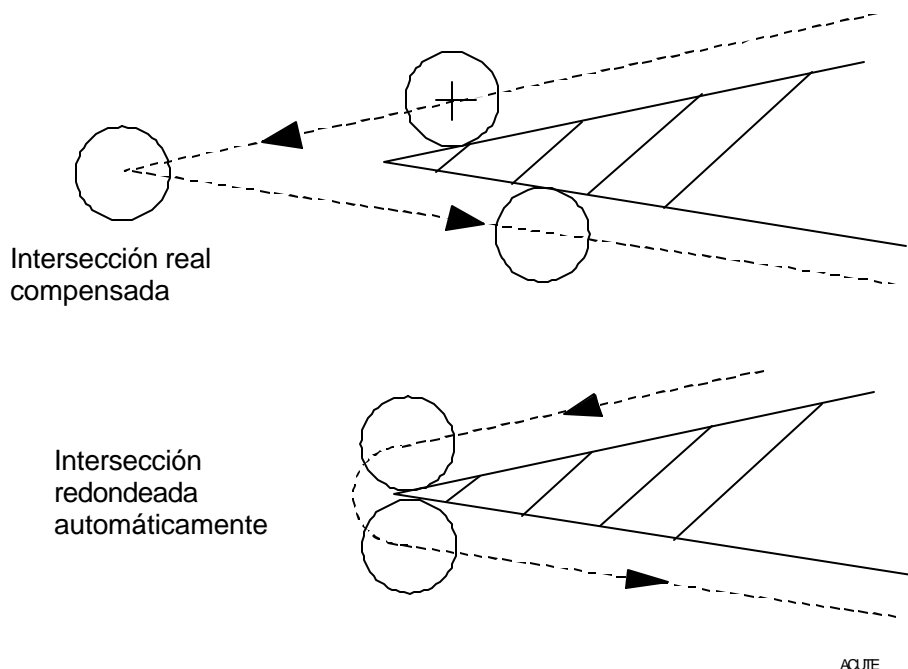 Intersección real
compensada
Intersección
redondeada
automáticamente
ACUTE